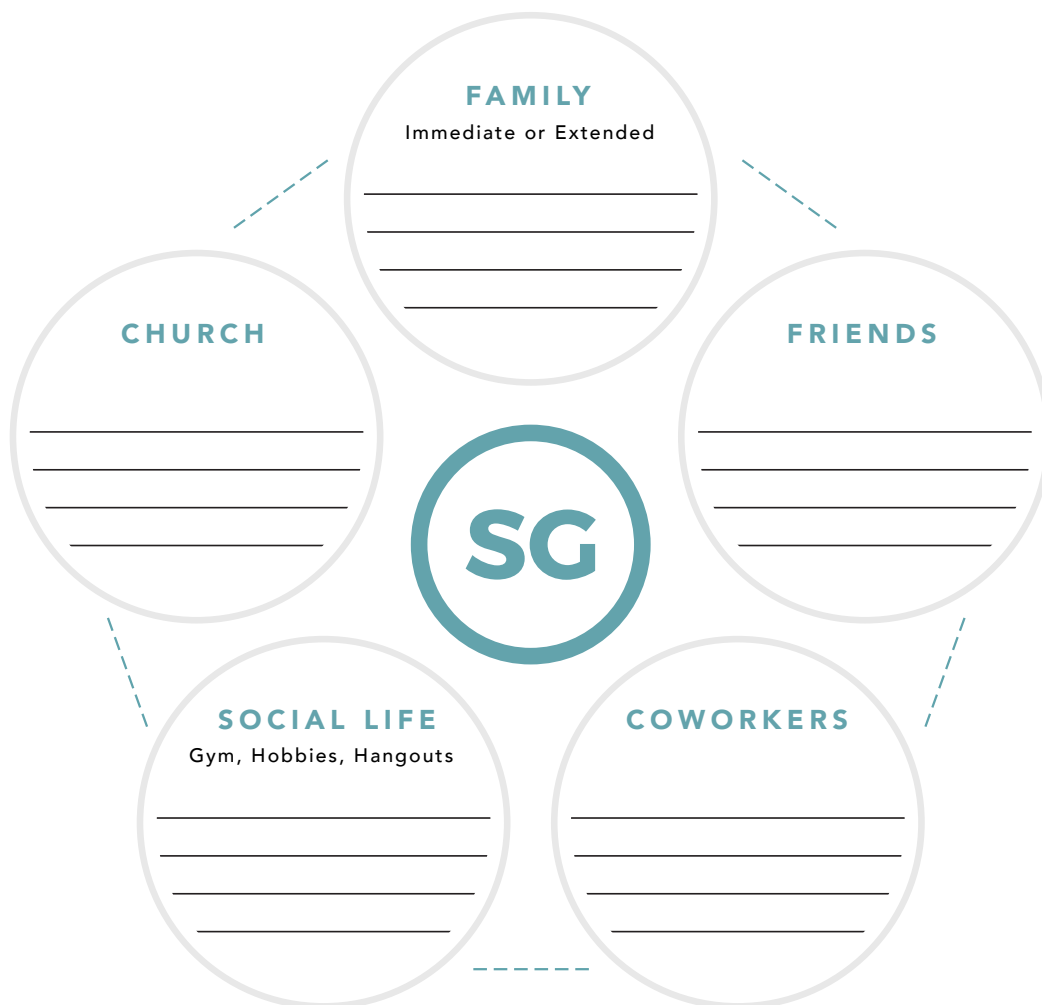 FAMILY
Immediate or Extended
CHURCH
FRIENDS
SG
SOCIAL LIFE
Gym, Hobbies, Hangouts
COWORKERS